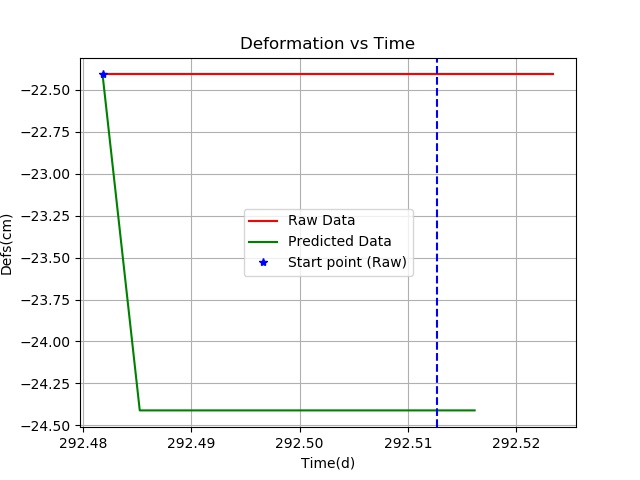 Deformation vs Time
Defs(cm)
−22.50
−22.75
−23.00
−23.25
−23.50
−23.75
−24.00
−24.25
−24.50
Raw Data
Predicted Data
Start point (Raw)
292.48 292.49 292.50 292.51 292.52
Time(d)